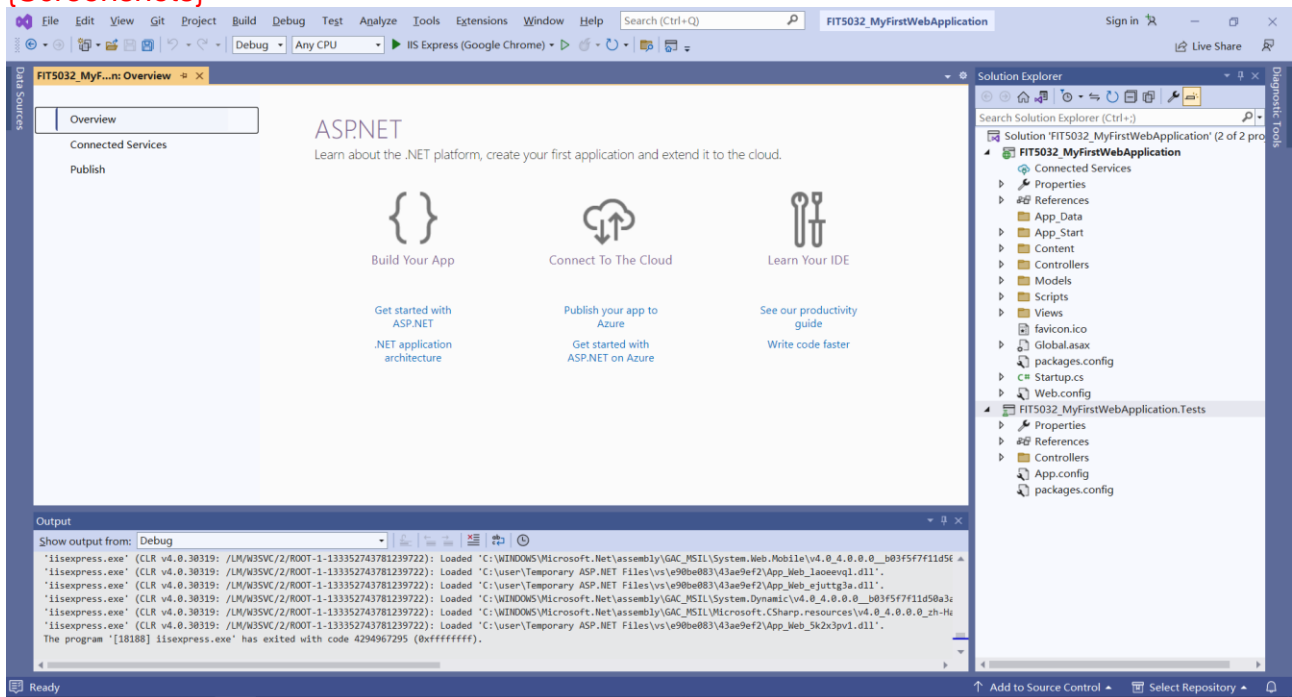 {Screenshots}
File Edit View Git Project Build Debug Test Analyze Tools Extensions Window Help Search (Ctrl+Q) FIT5032_MyFirstWebApplication Sign in
Debug Any CPU IIS Express (Google Chrome) Live Share
Data Sources
FIT5032_MyF...n: Overview
Overview
Connected Services
Publish
ASP.NET
Learn about the .NET platform, create your first application and extend it to the cloud.
{ }
Build Your App
Connect To The Cloud
Learn Your IDE
Get started with
ASP.NET
.NET application
architecture
Publish your app to
Azure
Get started with
ASP.NET on Azure
See our productivity
guide
Write code faster
Solution Explorer
Search Solution Explorer (Ctrl+;)
Solution 'FIT5032_MyFirstWebApplication' (2 of 2 pro
FIT5032_MyFirstWebApplication
Connected Services
Properties
References
App_Data
App_Start
Content
Controllers
Models
Scripts
Views
favicon.ico
Global.asax
packages.config
C# Startup.cs
Web.config
FIT5032_MyFirstWebApplication.Tests
Properties
References
Controllers
App.config
packages.config
Diagnostic Tools
Output
Show output from: Debug
'iisexpress.exe' (CLR v4.0.30319: /LM/W3SVC/2/ROOT-1-133352743781239722): Loaded 'C:\WINDOWS\Microsoft.Net\assembly\GAC_MSIL\System.Web.Mobile\v4.0_4.0.0.0__b03f5f7f11d50
'iisexpress.exe' (CLR v4.0.30319: /LM/W3SVC/2/ROOT-1-133352743781239722): Loaded 'C:\user\Temporary ASP.NET Files\vs\e90be083\43ae9ef2\App_Web_laoeevql.dll'.
'iisexpress.exe' (CLR v4.0.30319: /LM/W3SVC/2/ROOT-1-133352743781239722): Loaded 'C:\user\Temporary ASP.NET Files\vs\e90be083\43ae9ef2\App_Web_ejuttg3a.dll'.
'iisexpress.exe' (CLR v4.0.30319: /LM/W3SVC/2/ROOT-1-133352743781239722): Loaded 'C:\WINDOWS\Microsoft.Net\assembly\GAC_MSIL\System.Dynamic\v4.0_4.0.0.0__b03f5f7f11d50a3a
'iisexpress.exe' (CLR v4.0.30319: /LM/W3SVC/2/ROOT-1-133352743781239722): Loaded 'C:\WINDOWS\Microsoft.Net\assembly\GAC_MSIL\Microsoft.CSharp.resources\v4.0_4.0.0.0_zh-Ha
'iisexpress.exe' (CLR v4.0.30319: /LM/W3SVC/2/ROOT-1-133352743781239722): Loaded 'C:\user\Temporary ASP.NET Files\vs\e90be083\43ae9ef2\App_Web_5k2x3pv1.dll'.
The program '[18188] iisexpress.exe' has exited with code 4294967295 (0xffffffff).
Ready Add to Source Control Select Repository